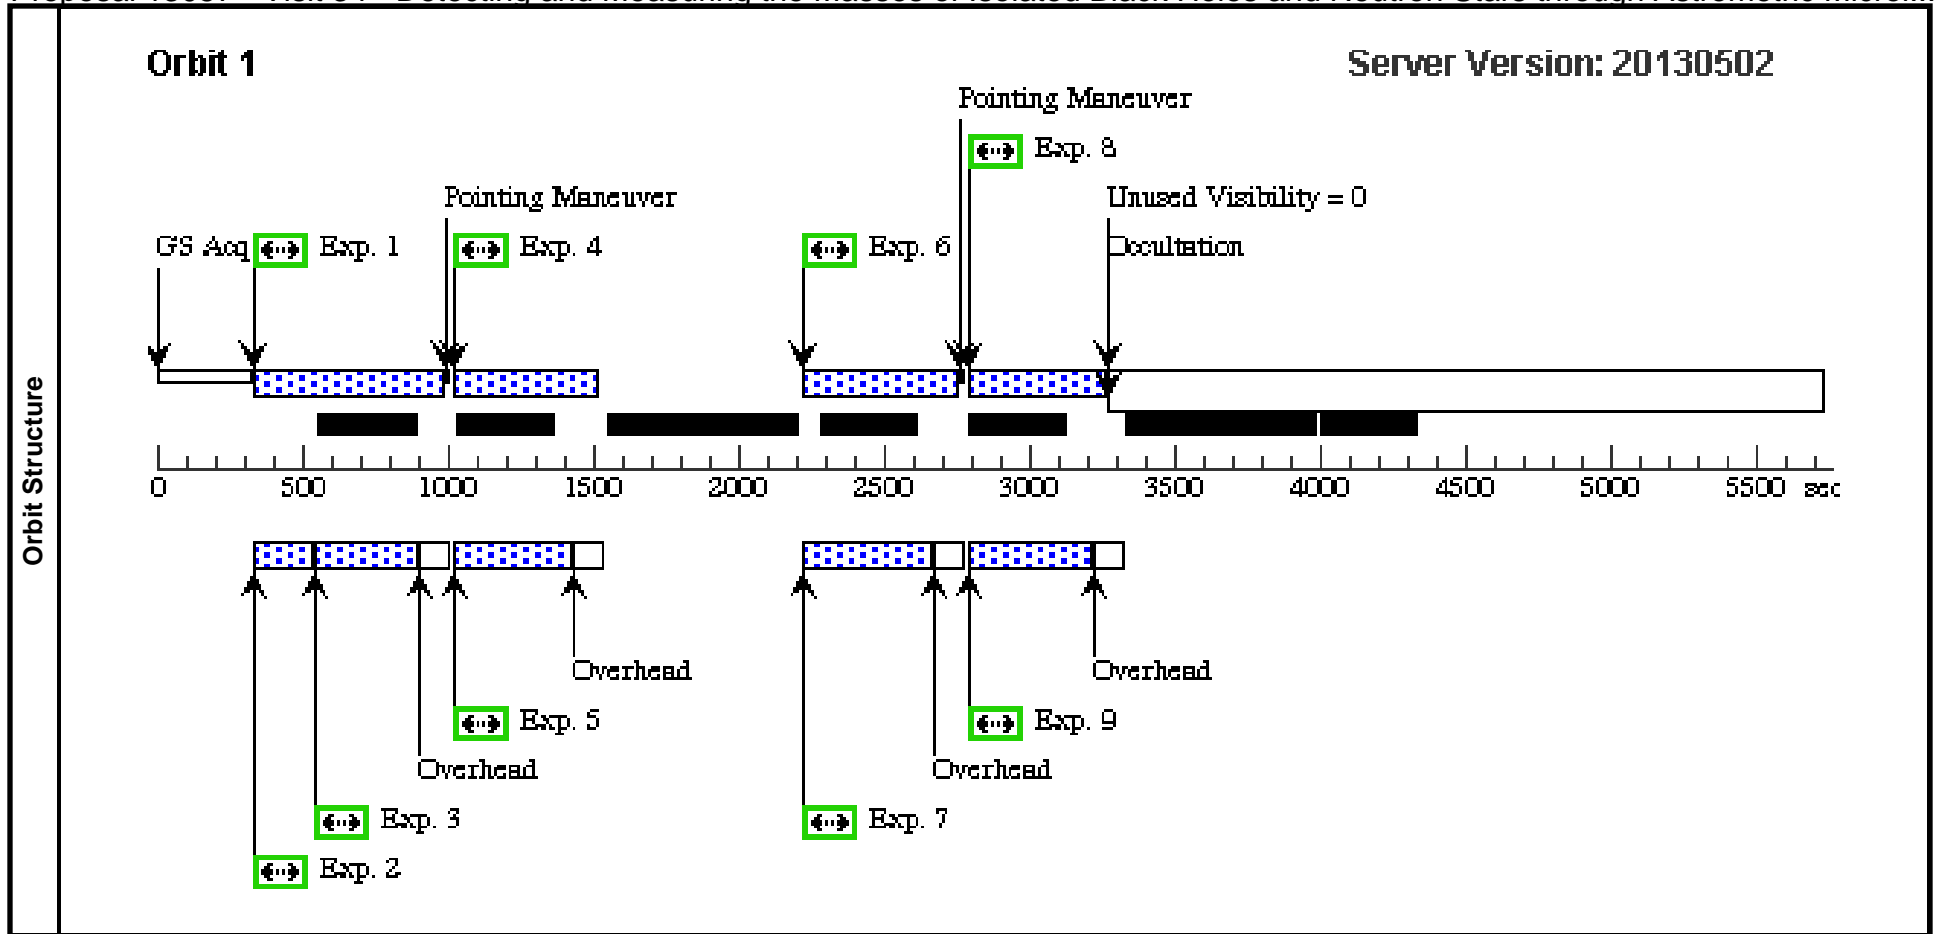 Orbit Structure
Orbit 1
Server Version: 20130502
Pointing Maneuver
Exp. 8
Pointing Maneuver
Unused Visibility = 0
GS Acq
Exp. 1
Exp. 4
Exp. 6
Occultation
0 500 1000 1500 2000 2500 3000 3500 4000 4500 5000 5500 sec
Overhead
Overhead
Exp. 5
Exp. 9
Overhead
Overhead
Exp. 3
Exp. 7
Exp. 2